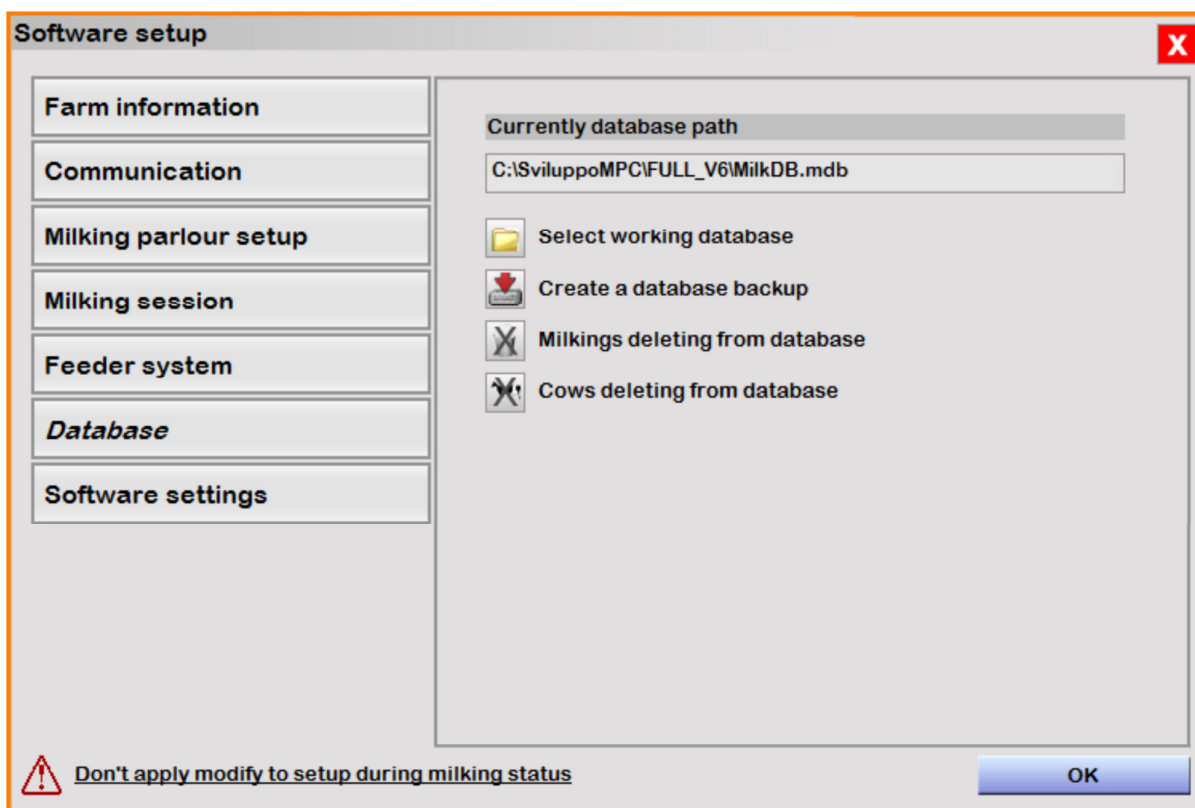 Software setup
X
Farm information
Communication
Milking parlour setup
Milking session
Feeder system
Database
Software settings
Currently database path
C:\SviluppoMPC\FULL_V6\MilkDB.mdb
Select working database
Create a database backup
Milkings deleting from database
Cows deleting from database
Don't apply modify to setup during milking status
OK